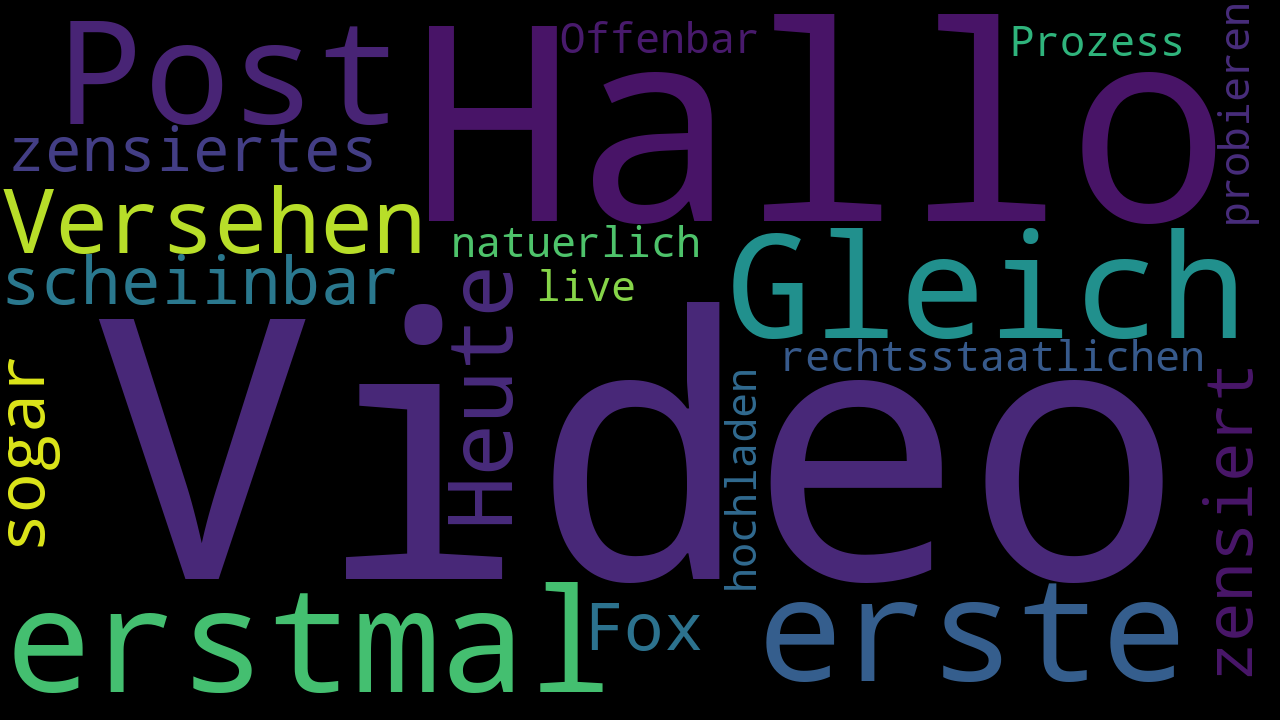 Post
Hallo
Offenbar
Prozess
probieren
zensiertes
Versehen
natuerlich
Gleich
scheiinbar
live
Heute
Video
rechtsstaatlichen
sogar
hochladen
zensiert
erstmal
Fox
erste